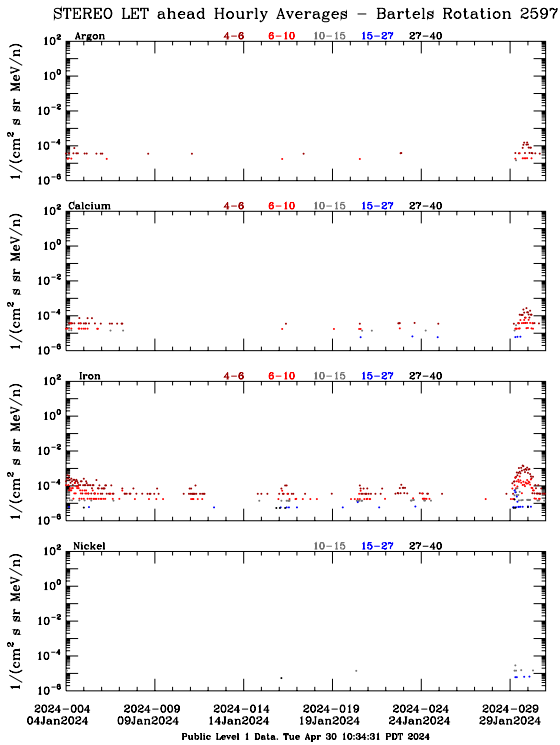 STEREO LET ahead Hourly Averages – Bartels Rotation 2597
Argon 4-6 6-10 10-15 15-27 27-40
10² 10⁰ 10⁻² 10⁻⁴ 10⁻⁶
1/(cm² s sr MeV/n)
Calcium 4-6 6-10 10-15 15-27 27-40
10² 10⁰ 10⁻² 10⁻⁴ 10⁻⁶
1/(cm² s sr MeV/n)
Iron 4-6 6-10 10-15 15-27 27-40
10² 10⁰ 10⁻² 10⁻⁴ 10⁻⁶
1/(cm² s sr MeV/n)
Nickel 10-15 15-27 27-40
10² 10⁰ 10⁻² 10⁻⁴ 10⁻⁶
1/(cm² s sr MeV/n)
2024-004 2024-009 2024-014 2024-019 2024-024 2024-029
04Jan2024 09Jan2024 14Jan2024 19Jan2024 24Jan2024 29Jan2024
Public Level 1 Data. Tue Apr 30 10:34:31 PDT 2024